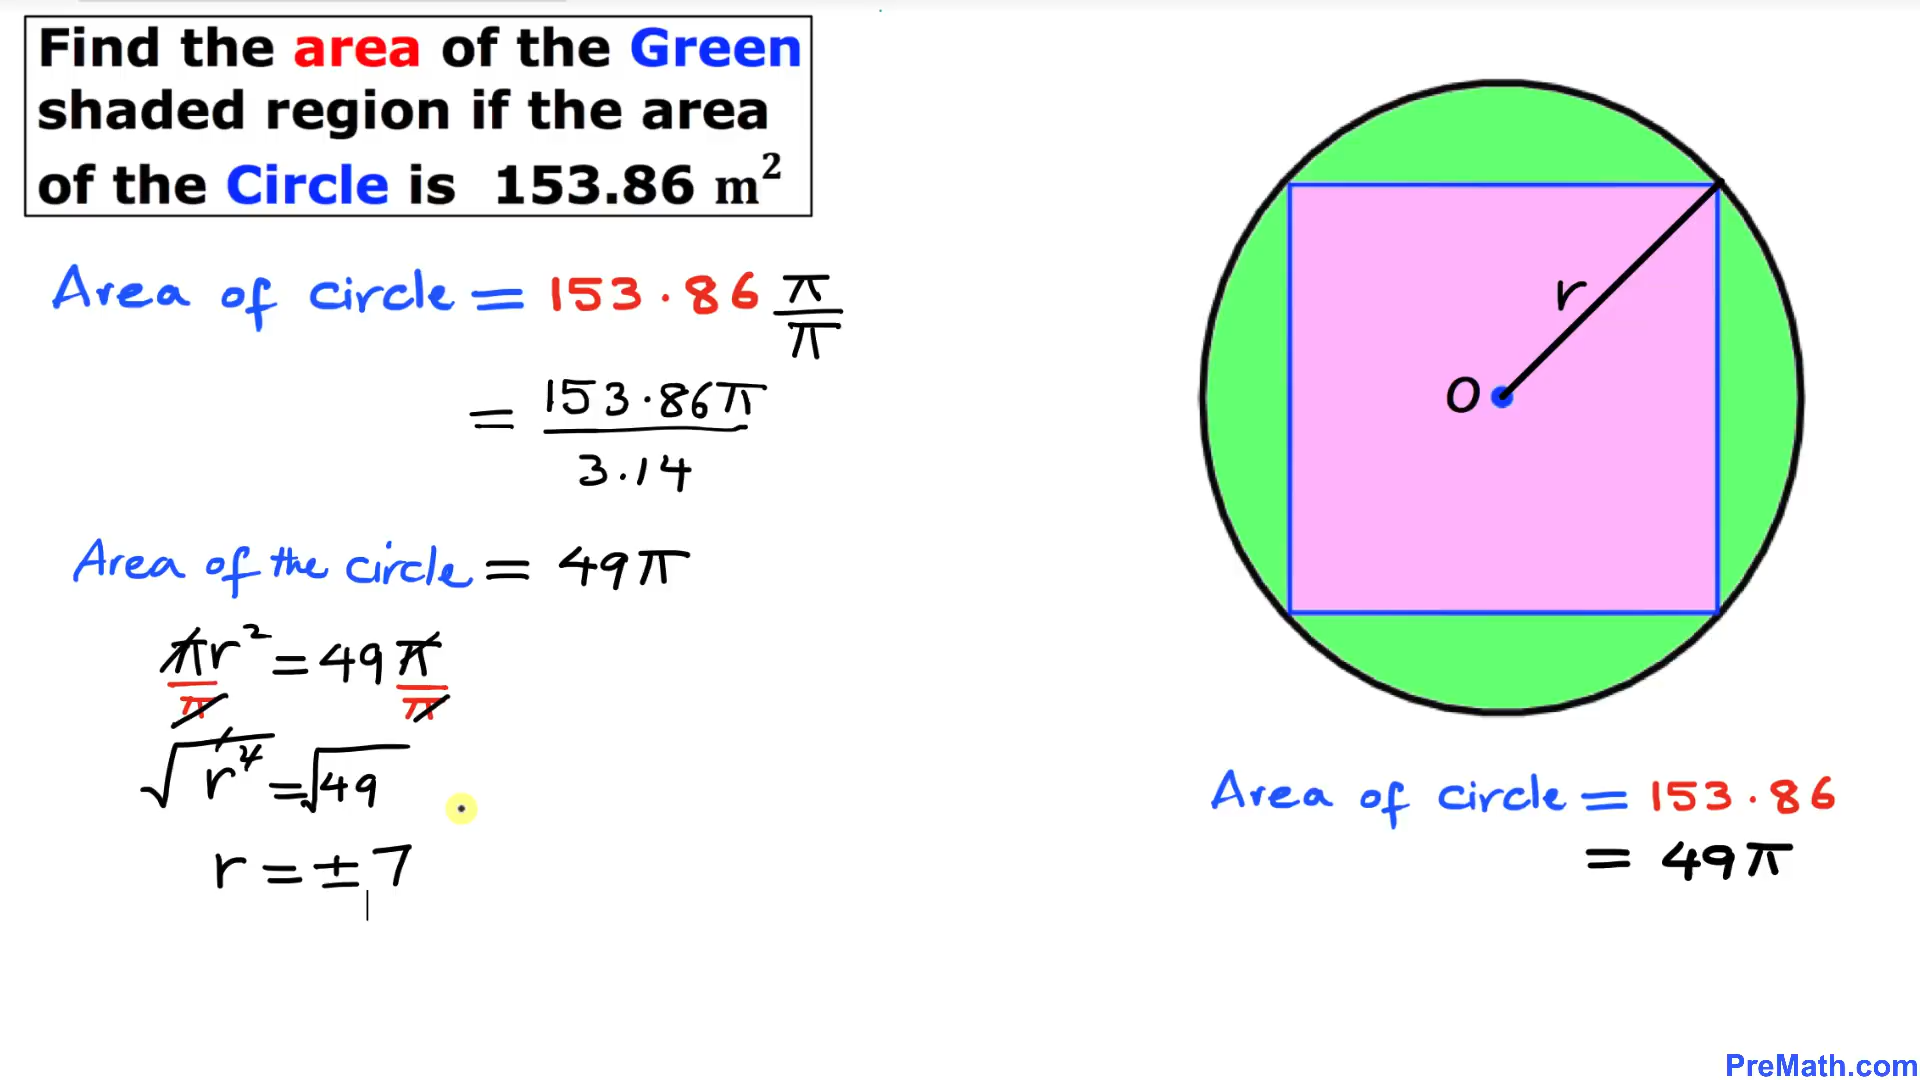 Find the area of the Green
shaded region if the area
of the Circle is 153.86 m²
Area of circle = 153.86 π/π
= 153.86π/3.14
Area of the circle = 49π
πr²/π = 49π/π
√r² = √49
r = ±7
r
O
Area of circle = 153.86
= 49π
PreMath.com